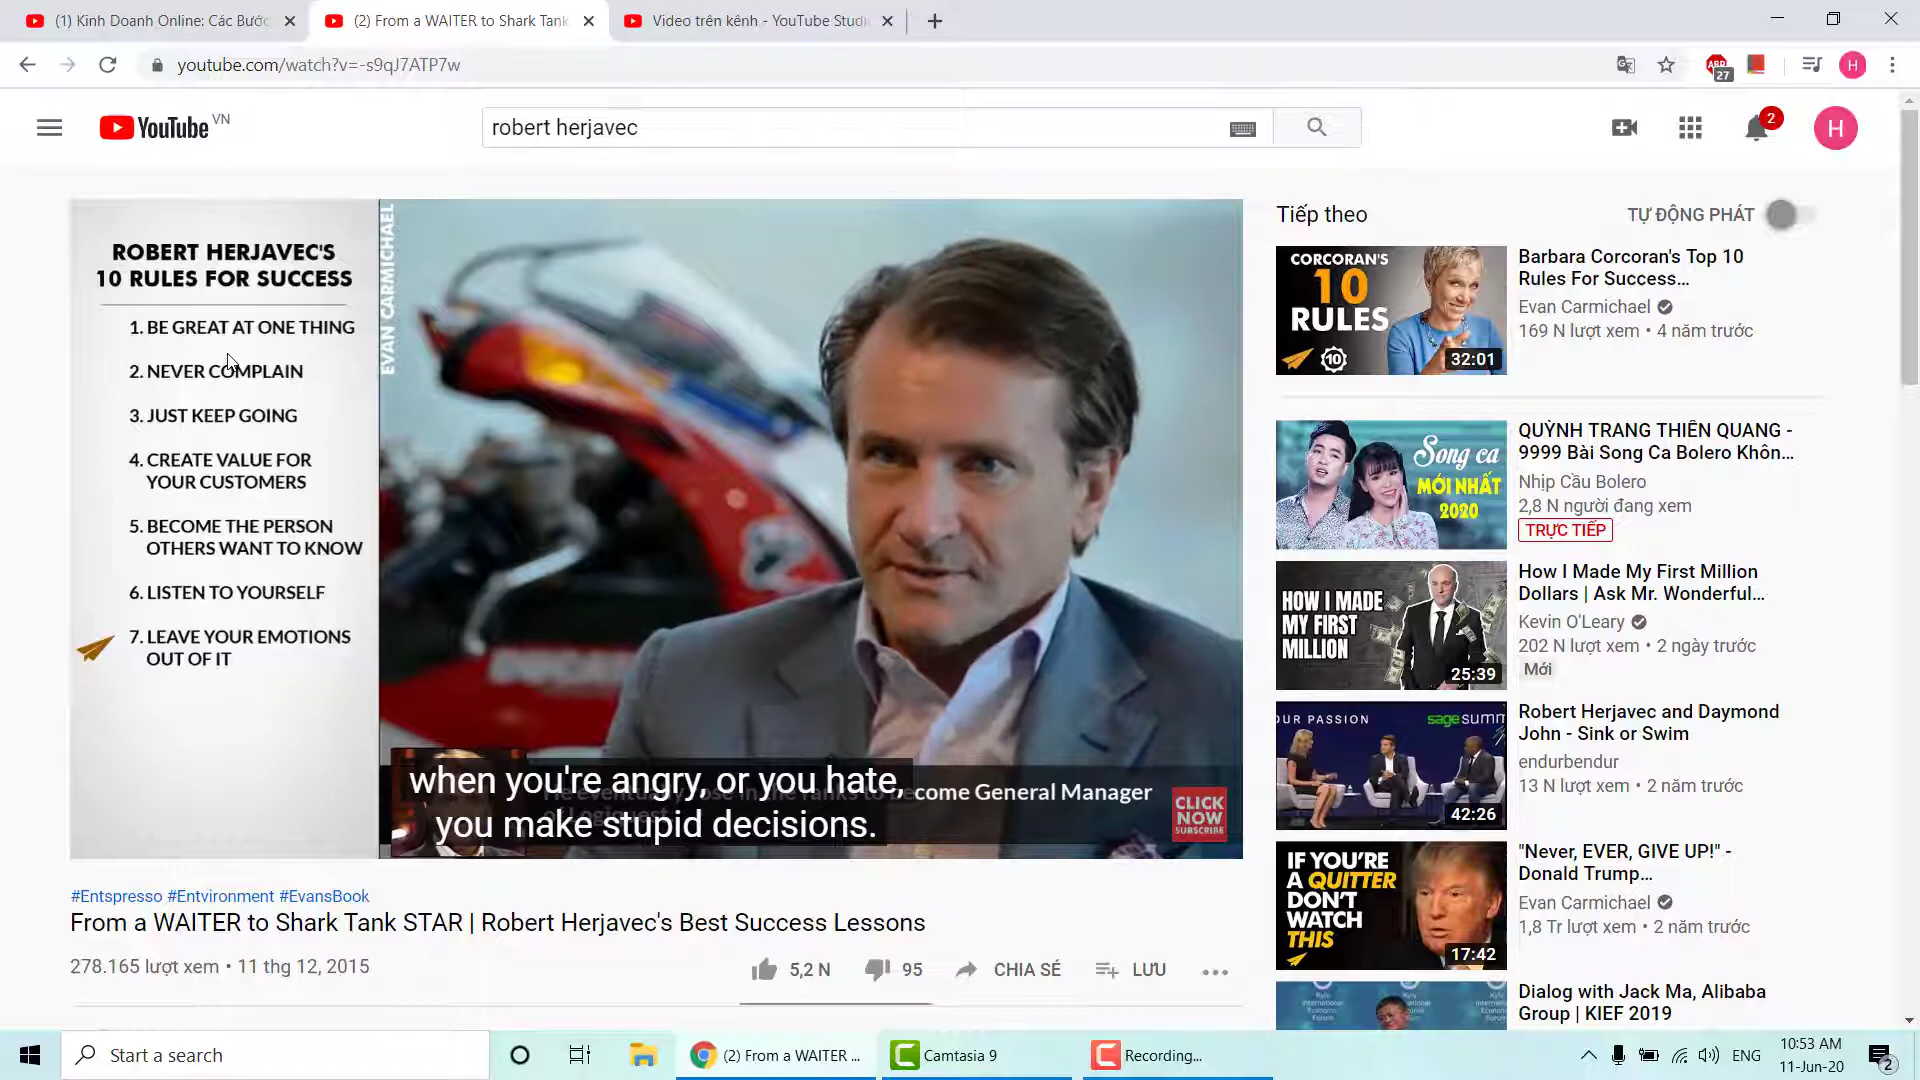 (1) Kinh Doanh Online: Các Bước
(2) From a WAITER to Shark Tank
Video trên kênh - YouTube Studi
youtube.com/watch?v=-s9qJ7ATP7w
ABP
27
H
YouTube VN
robert herjavec
2
H
ROBERT HERJAVEC'S
10 RULES FOR SUCCESS
1. BE GREAT AT ONE THING
2. NEVER COMPLAIN
3. JUST KEEP GOING
4. CREATE VALUE FOR
YOUR CUSTOMERS
5. BECOME THE PERSON
OTHERS WANT TO KNOW
6. LISTEN TO YOURSELF
7. LEAVE YOUR EMOTIONS
OUT OF IT
EVAN CARMICHAEL
when you're angry, or you hate,
you make stupid decisions.
come General Manager
CLICK
NOW
SUBSCRIBE
#Entspresso #Entvironment #EvansBook
From a WAITER to Shark Tank STAR | Robert Herjavec's Best Success Lessons
278.165 lượt xem • 11 thg 12, 2015
5,2 N
95
CHIA SẺ
LƯU
Tiếp theo
TỰ ĐỘNG PHÁT
CORCORAN'S
10
RULES
10
32:01
Barbara Corcoran's Top 10
Rules For Success...
Evan Carmichael
169 N lượt xem • 4 năm trước
Song ca
MỚI NHẤT
2020
QUỲNH TRANG THIÊN QUANG -
9999 Bài Song Ca Bolero Khôn...
Nhịp Cầu Bolero
2,8 N người đang xem
TRỰC TIẾP
HOW I MADE
MY FIRST
MILLION
25:39
How I Made My First Million
Dollars | Ask Mr. Wonderful...
Kevin O'Leary
202 N lượt xem • 2 ngày trước
Mới
OUR PASSION
sage summ
42:26
Robert Herjavec and Daymond
John - Sink or Swim
endurbendur
13 N lượt xem • 2 năm trước
IF YOU'RE
A QUITTER
DON'T
WATCH
THIS
17:42
"Never, EVER, GIVE UP!" -
Donald Trump...
Evan Carmichael
1,8 Tr lượt xem • 2 năm trước
Dialog with Jack Ma, Alibaba
Group | KIEF 2019
Start a search
(2) From a WAITER ...
Camtasia 9
Recording...
ENG
10:53 AM
11-Jun-20
2